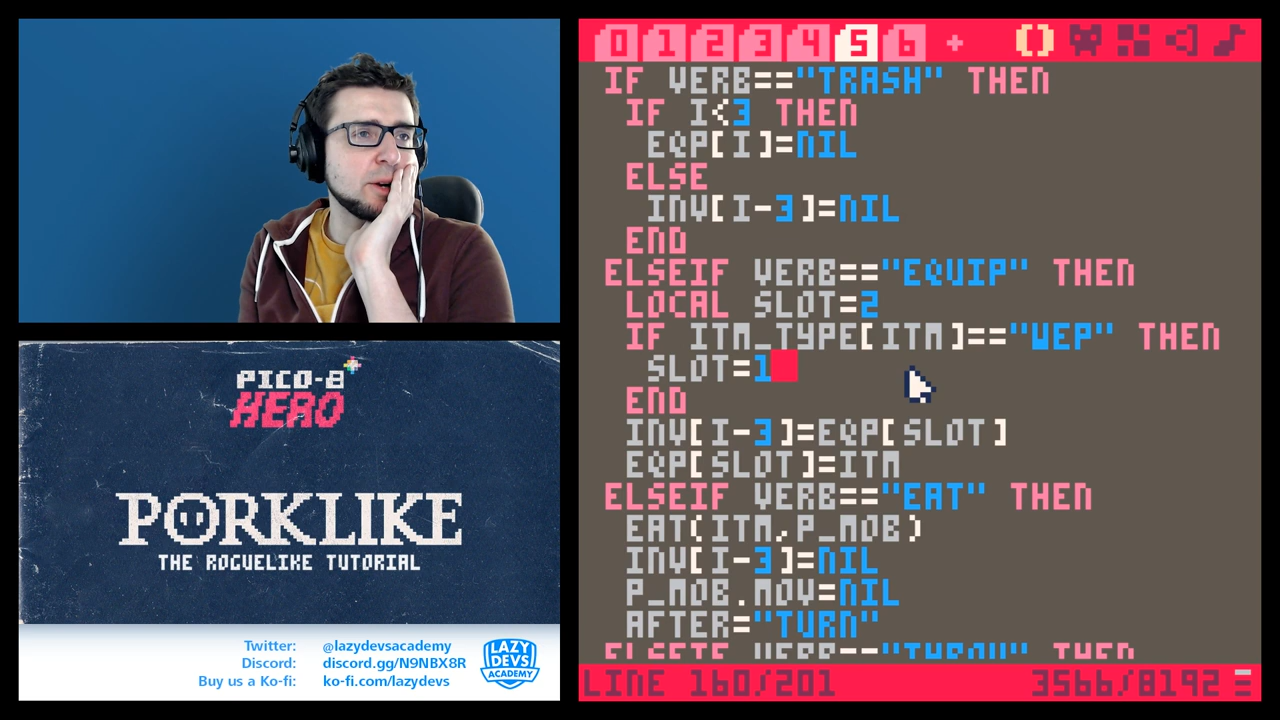 0 1 2 3 4 5 6 +
IF VERB=="TRASH" THEN
IF I<3 THEN
EQP[I]=NIL
ELSE
INV[I-3]=NIL
END
ELSEIF VERB=="EQUIP" THEN
LOCAL SLOT=2
IF ITM_TYPE[ITM]=="WEP" THEN
SLOT=1
END
INV[I-3]=EQP[SLOT]
EQP[SLOT]=ITM
ELSEIF VERB=="EAT" THEN
EAT(ITM,P_MOB)
INV[I-3]=NIL
P_MOB.MOV=NIL
AFTER="TURN"
ELSEIF VERB=="THROW" THEN
LINE 160/201 3566/8192
PICO-8
HERO
PORKLIKE
THE ROGUELIKE TUTORIAL
Twitter: @lazydevsacademy
Discord: discord.gg/N9NBX8R
Buy us a Ko-fi: ko-fi.com/lazydevs
LAZY
DEVS
ACADEMY